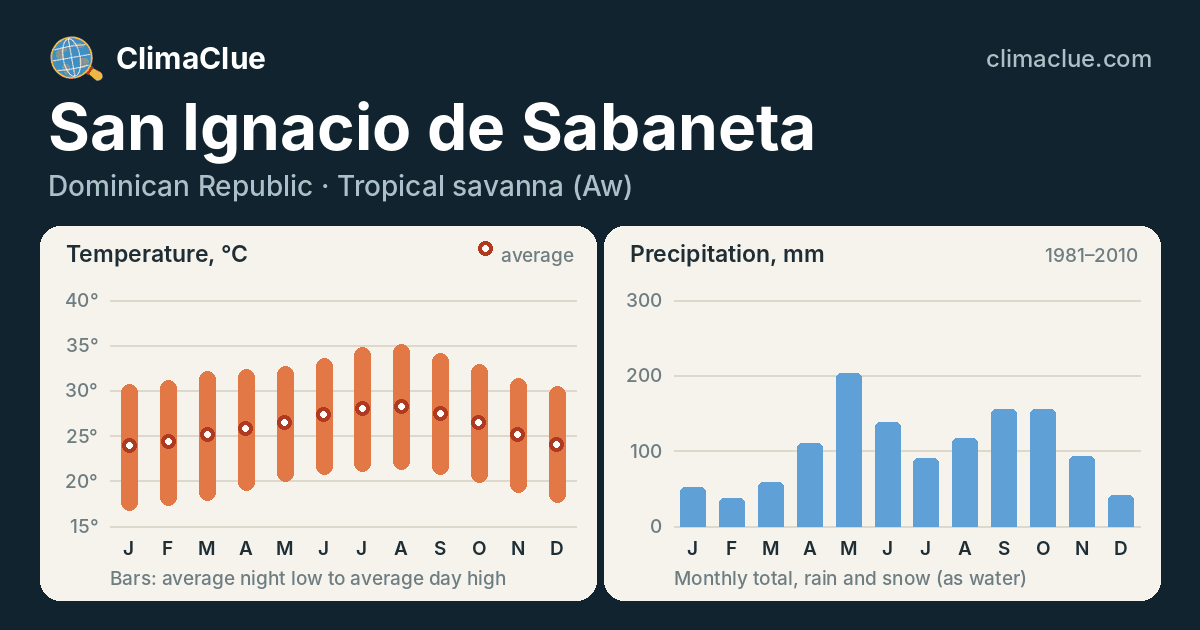 ClimaClue
climaclue.com
San Ignacio de Sabaneta
Dominican Republic · Tropical savanna (Aw)
Temperature, °C
average
40°
35°
30°
25°
20°
15°
J F M A M J J A S O N D
Bars: average night low to average day high
Precipitation, mm
1981–2010
300
200
100
0
J F M A M J J A S O N D
Monthly total, rain and snow (as water)